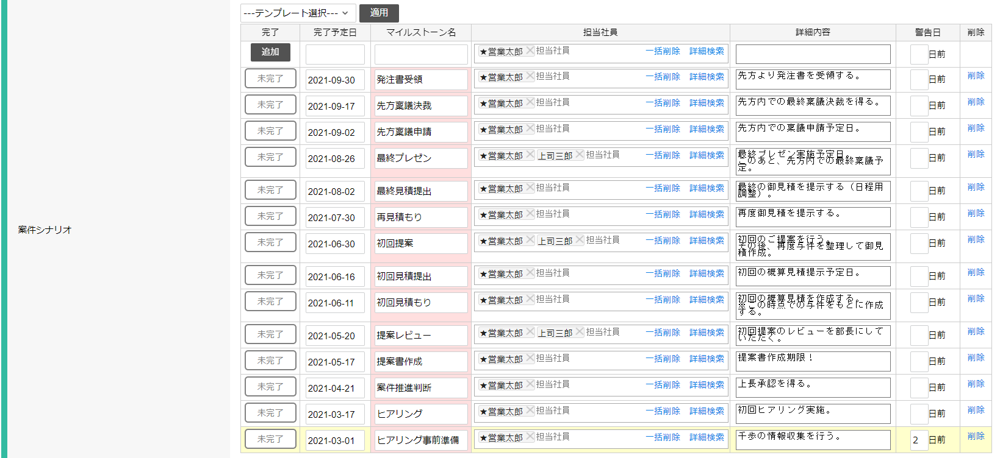 ---テンプレート選択--- 適用
完了 完了予定日 マイルストーン名 担当社員 詳細内容 警告日 削除
追加 ★営業太郎 担当社員 一括削除 詳細検索 日前
未完了 2021-09-30 発注書受領 ★営業太郎 担当社員 一括削除 詳細検索 先方より発注書を受領する。 日前 削除
未完了 2021-09-17 先方稟議決裁 ★営業太郎 担当社員 一括削除 詳細検索 先方内での最終稟議決裁を得る。 日前 削除
未完了 2021-09-02 先方稟議申請 ★営業太郎 担当社員 一括削除 詳細検索 先方内での稟議申請予定日。 日前 削除
未完了 2021-08-26 最終プレゼン ★営業太郎 上司三郎 担当社員 一括削除 詳細検索 最終プレゼン実施予定日。
このあと、先方内での最終稟議予
定。 日前 削除
未完了 2021-08-02 最終見積提出 ★営業太郎 担当社員 一括削除 詳細検索 最終の御見積を提示する（日程用
調整）。 日前 削除
未完了 2021-07-30 再見積もり ★営業太郎 担当社員 一括削除 詳細検索 再度御見積を提示する。 日前 削除
案件シナリオ
未完了 2021-06-30 初回提案 ★営業太郎 上司三郎 担当社員 一括削除 詳細検索 初回のご提案を行う。
その後、再度与件を整理して御見
積作成。 日前 削除
未完了 2021-06-16 初回見積提出 ★営業太郎 担当社員 一括削除 詳細検索 初回の概算見積提示予定日。 日前 削除
未完了 2021-06-11 初回見積もり ★営業太郎 担当社員 一括削除 詳細検索 初回の概算見積を作成する。
※この時点での与件をもとに作成
する。 日前 削除
未完了 2021-05-20 提案レビュー ★営業太郎 上司三郎 担当社員 一括削除 詳細検索 初回提案のレビューを部長にして
いただく。 日前 削除
未完了 2021-05-17 提案書作成 ★営業太郎 担当社員 一括削除 詳細検索 提案書作成期限！ 日前 削除
未完了 2021-04-21 案件推進判断 ★営業太郎 担当社員 一括削除 詳細検索 上長承認を得る。 日前 削除
未完了 2021-03-17 ヒアリング ★営業太郎 担当社員 一括削除 詳細検索 初回ヒアリング実施。 日前 削除
未完了 2021-03-01 ヒアリング事前準備 ★営業太郎 担当社員 一括削除 詳細検索 千歩の情報収集を行う。 2 日前 削除